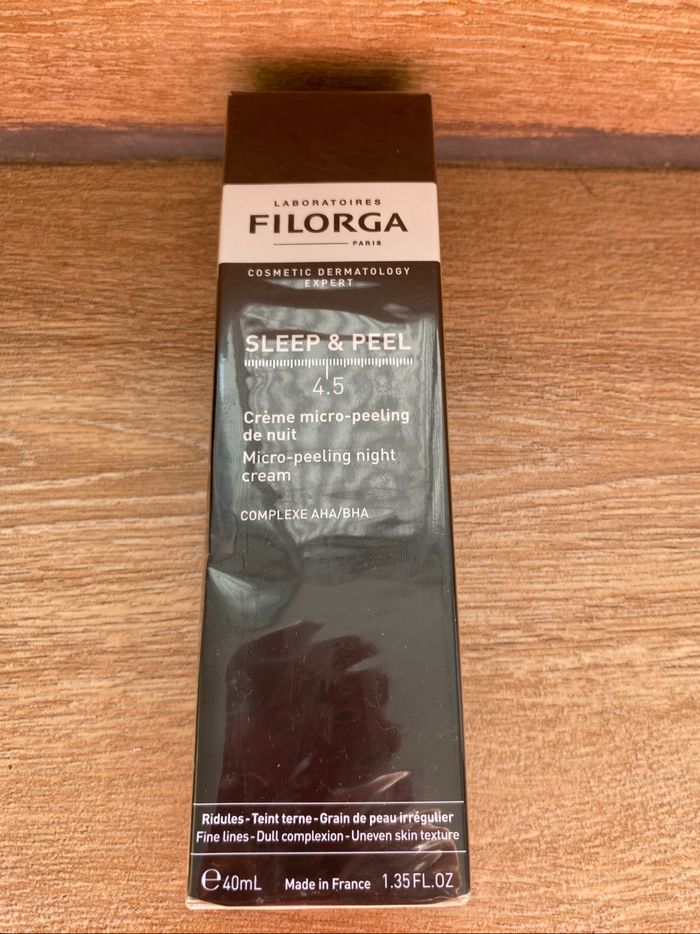 LABORATOIRES
FILORGA
PARIS
COSMETIC DERMATOLOGY
EXPERT
SLEEP & PEEL
4.5
Crème micro-peeling
de nuit
Micro-peeling night
cream
COMPLEXE AHA/BHA
Ridules-Teint terne-Grain de peau irrégulier
Fine lines-Dull complexion-Uneven skin texture
℮40mL Made in France 1.35FL.OZ